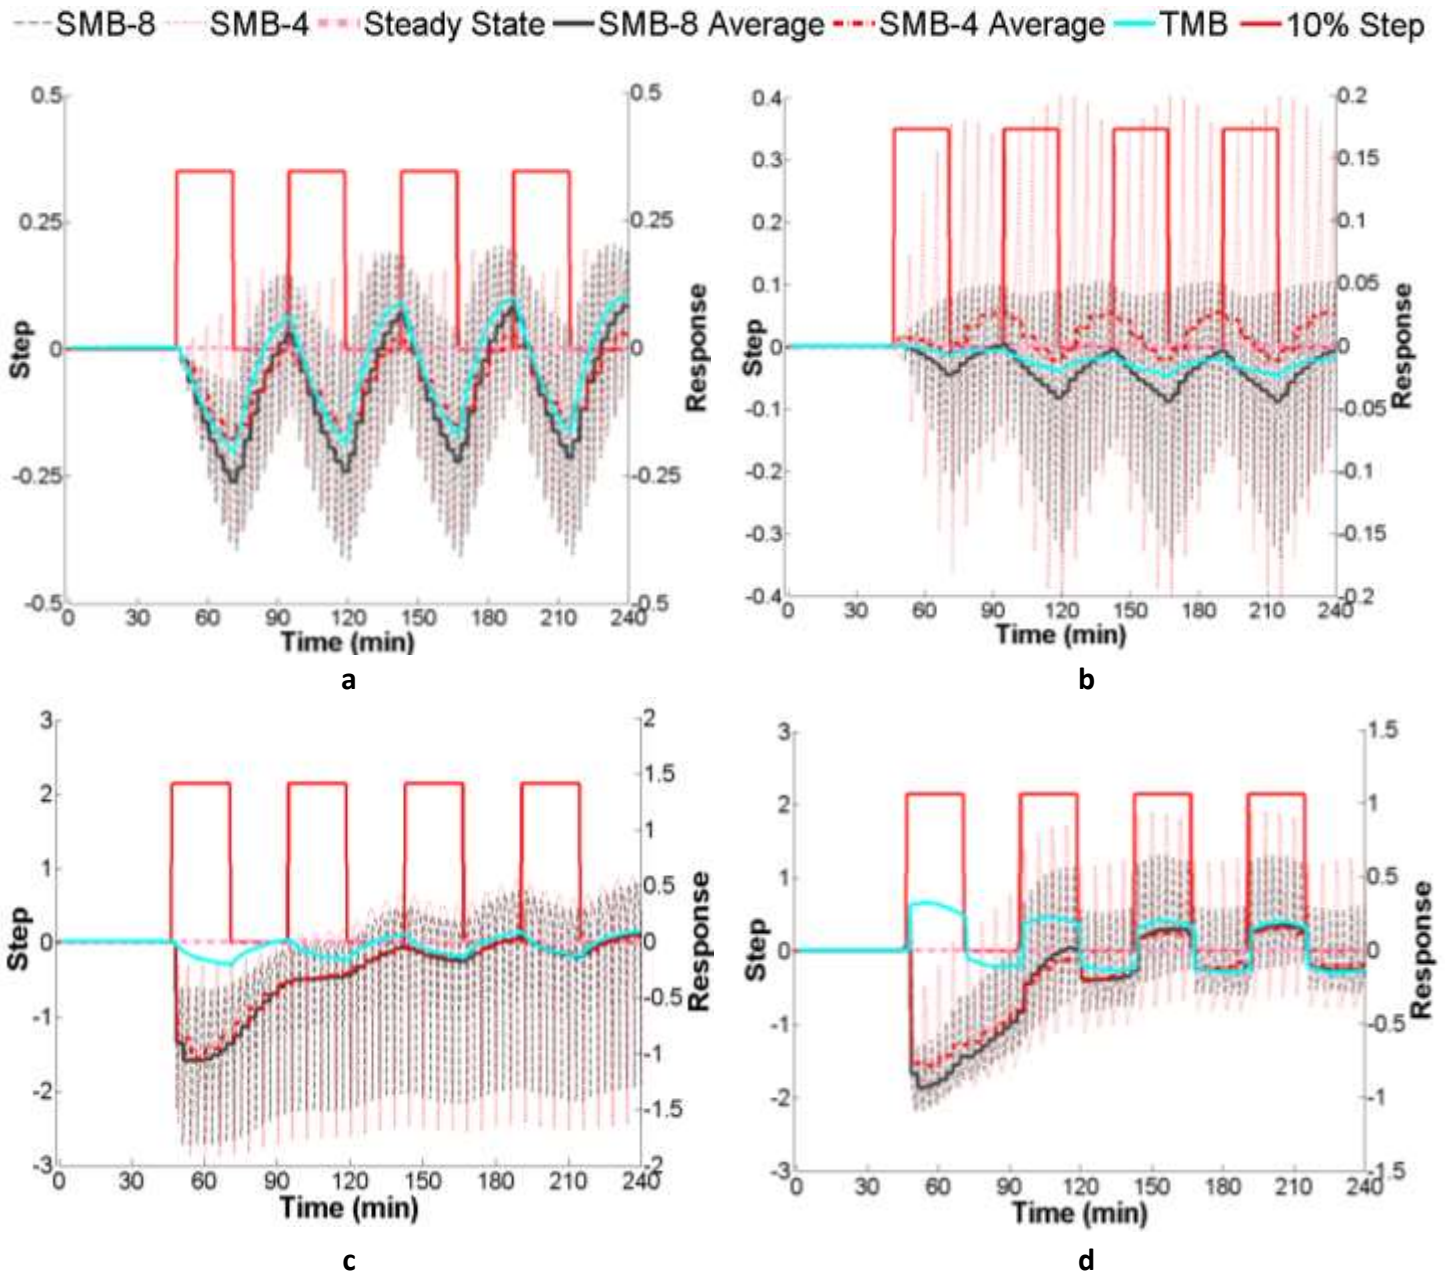 SMB-8 SMB-4 Steady State SMB-8 Average SMB-4 Average TMB 10% Step
0.5 0.25 0 -0.25 -0.5
Step
0 30 60 90 120 150 180 210 240
Time (min)
0.5 0.25 0 -0.25 -0.5
Response
a
0.4 0.3 0.2 0.1 0 -0.1 -0.2 -0.3 -0.4
Step
0 30 60 90 120 150 180 210 240
Time (min)
0.2 0.15 0.1 0.05 0 -0.05 -0.1 -0.15 -0.2
Response
b
3 2 1 0 -1 -2 -3
Step
0 30 60 90 120 150 180 210 240
Time (min)
2 1.5 1 0.5 0 -0.5 -1 -1.5 -2
Response
c
3 2 1 0 -1 -2 -3
Step
0 30 60 90 120 150 180 210 240
Time (min)
1.5 1 0.5 0 -0.5 -1 -1.5
Response
d